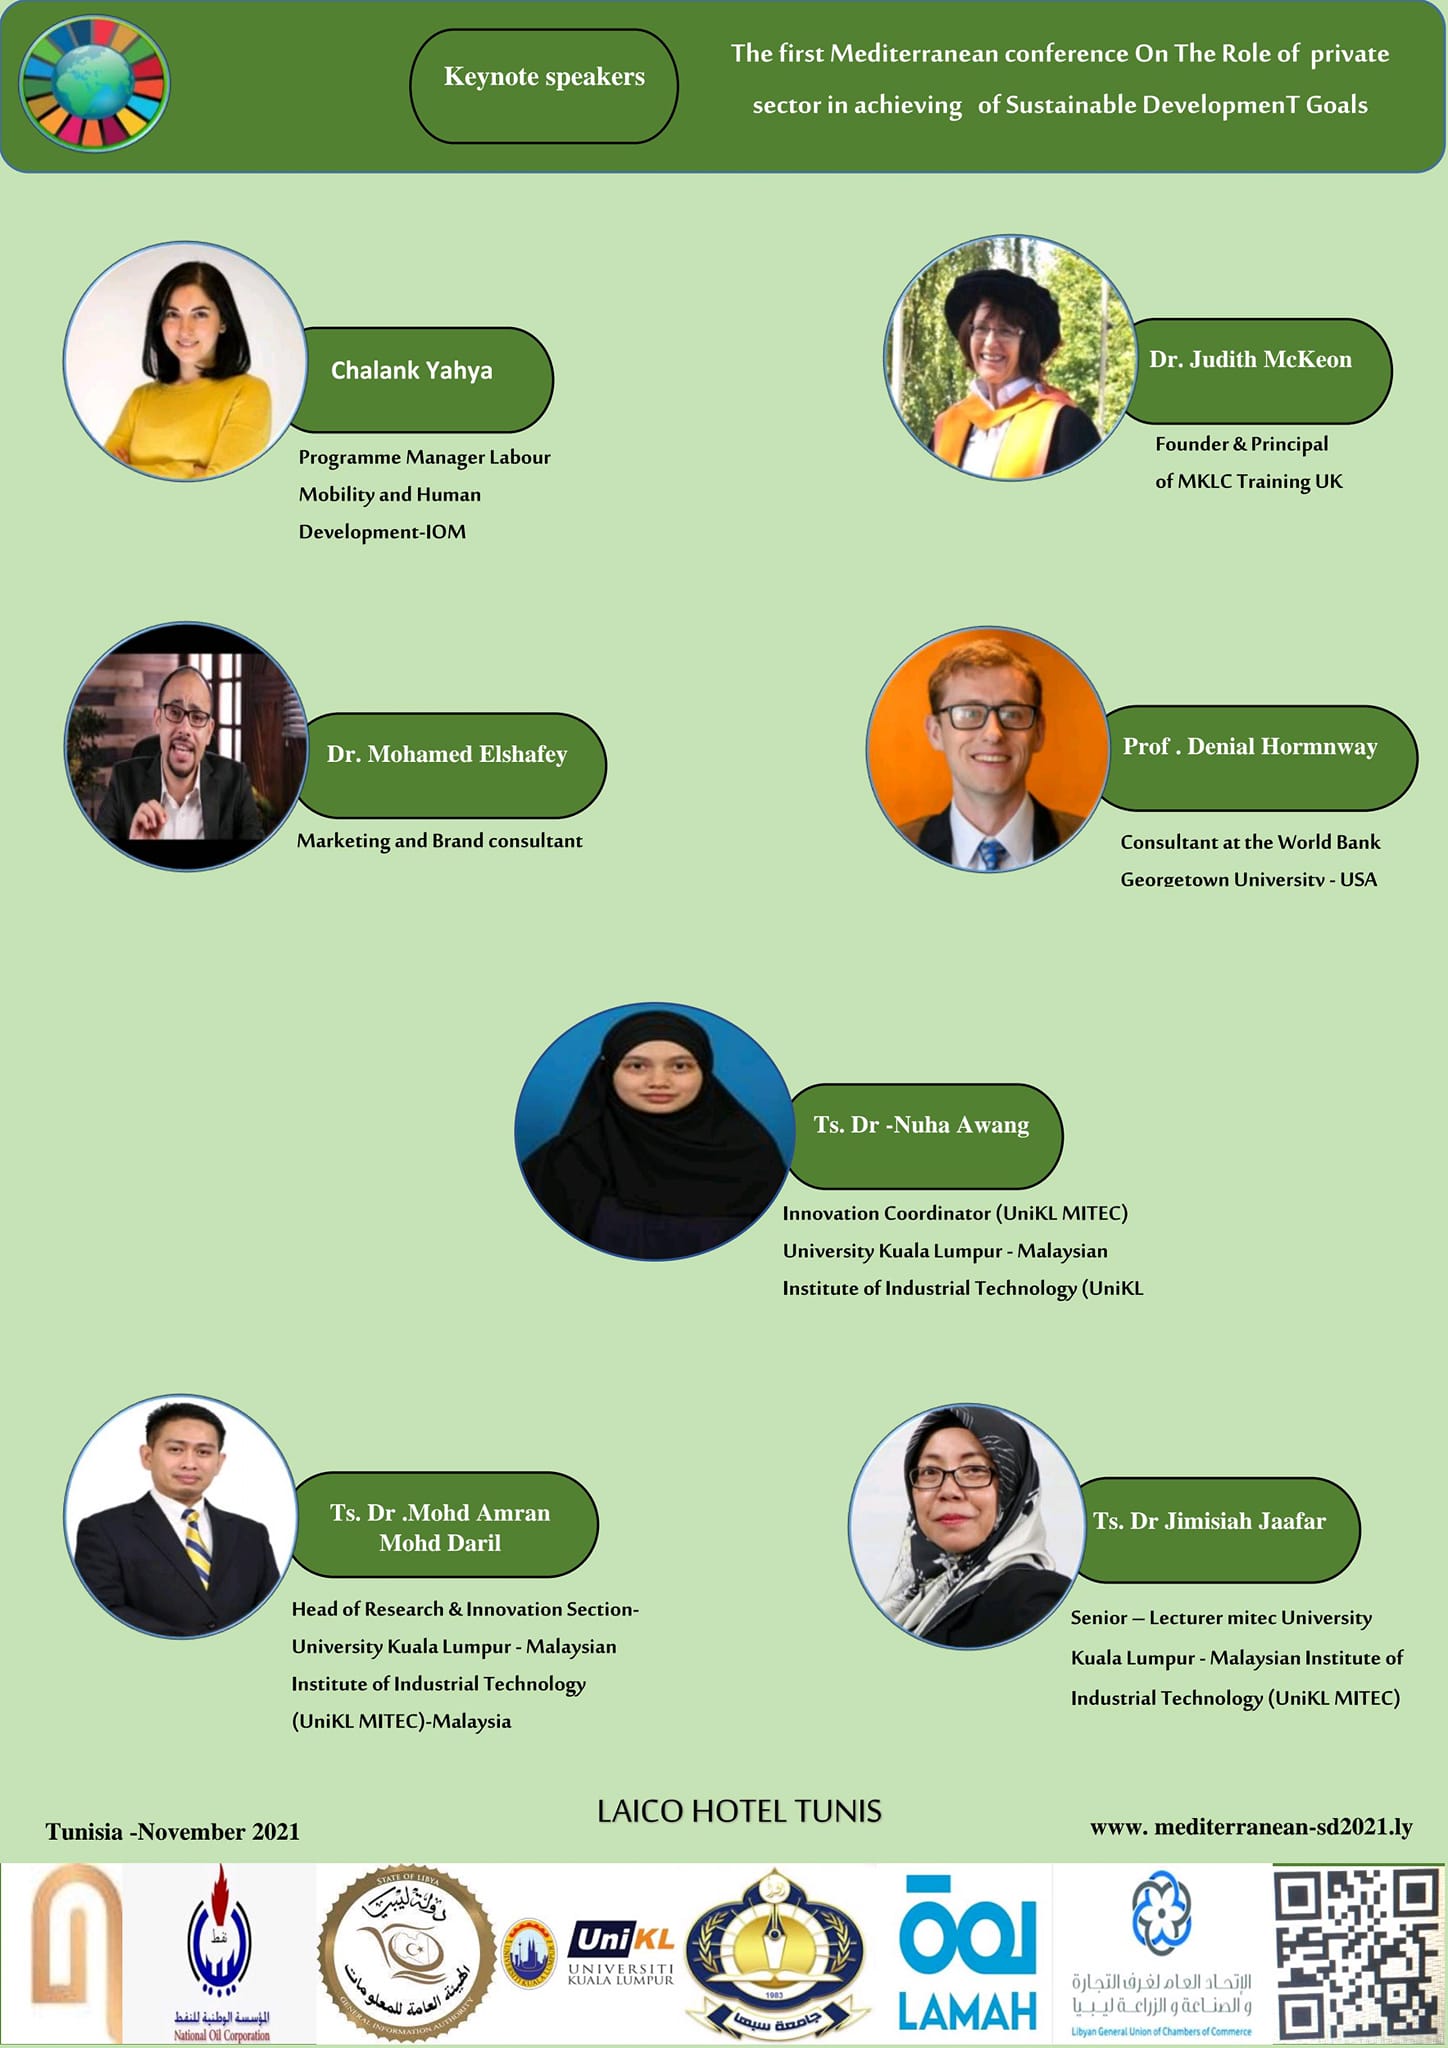 Keynote speakers
The first Mediterranean conference On The Role of private
sector in achieving of Sustainable DevelopmenT Goals
Chalank Yahya
Programme Manager Labour
Mobility and Human
Development-IOM
Dr. Judith McKeon
Founder & Principal
of MKLC Training UK
Dr. Mohamed Elshafey
Marketing and Brand consultant
Prof . Denial Hormnway
Consultant at the World Bank
Georgetown University - USA
Ts. Dr -Nuha Awang
Innovation Coordinator (UniKL MITEC)
University Kuala Lumpur - Malaysian
Institute of Industrial Technology (UniKL
Ts. Dr .Mohd Amran
Mohd Daril
Head of Research & Innovation Section-
University Kuala Lumpur - Malaysian
Institute of Industrial Technology
(UniKL MITEC)-Malaysia
Ts. Dr Jimisiah Jaafar
Senior – Lecturer mitec University
Kuala Lumpur - Malaysian Institute of
Industrial Technology (UniKL MITEC)
LAICO HOTEL TUNIS
Tunisia -November 2021
www. mediterranean-sd2021.ly
نفط
المؤسسة الوطنية للنفط
National Oil Corporation
STATE OF LIBYA
دولة ليبيا
الهيئة العامة للمعلومات
GENERAL INFORMATION AUTHORITY
UNIVERSITI KUALA LUMPUR
UniKL
UNIVERSITI
KUALA LUMPUR
1983
جامعة سبها
LAMAH
الإتحاد العام لغرف التجارة
و الصناعة و الزراعة ليبيا
Libyan General Union of Chambers of Commerce